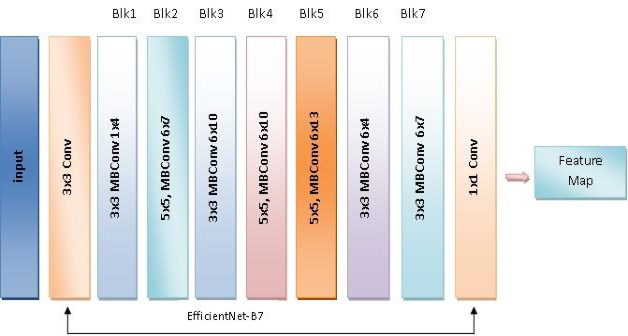 Blk1 Blk2 Blk3 Blk4 Blk5 Blk6 Blk7
input
3x3 Conv
3x3 MBConv 1x4
5x5, MBConv 6x7
3x3 MBConv 6x10
5x5, MBConv 6x10
5x5, MBConv 6x13
3x3 MBConv 6x4
3x3 MBConv 6x7
1x1 Conv
Feature
Map
EfficientNet-B7